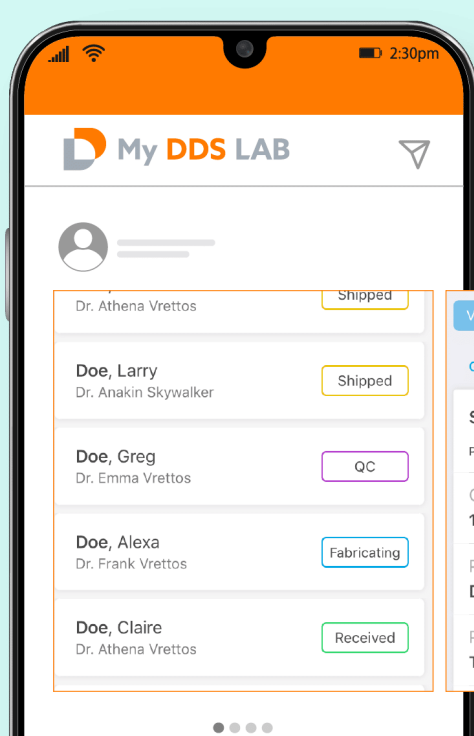 2:30pm
My DDS LAB
Dr. Athena Vrettos
Shipped
Doe, Larry
Dr. Anakin Skywalker
Shipped
Doe, Greg
Dr. Emma Vrettos
QC
Doe, Alexa
Dr. Frank Vrettos
Fabricating
Doe, Claire
Dr. Athena Vrettos
Received